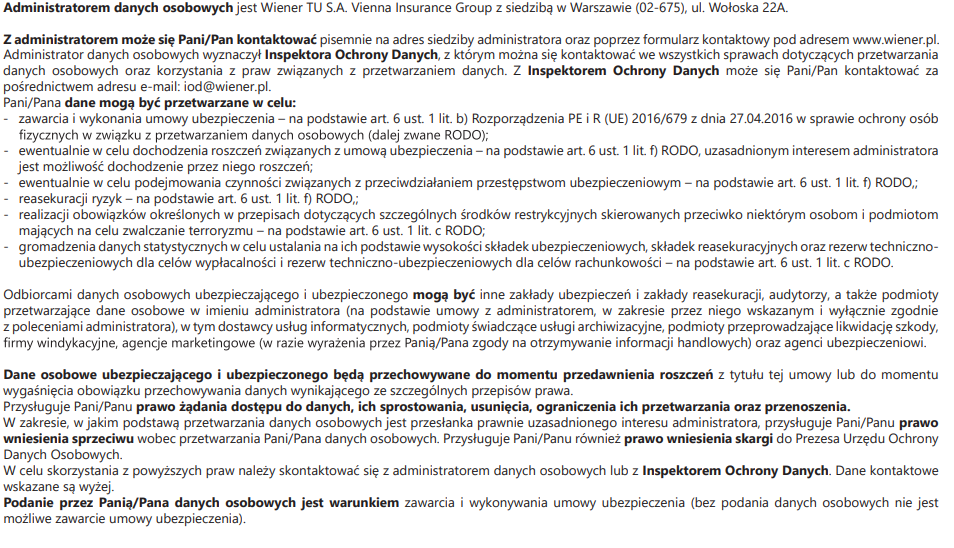 Administratorem danych osobowych jest Wiener TU S.A. Vienna Insurance Group z siedzibą w Warszawie (02-675), ul. Wołoska 22A.
Z administratorem może się Pani/Pan kontaktować pisemnie na adres siedziby administratora oraz poprzez formularz kontaktowy pod adresem www.wiener.pl.
Administrator danych osobowych wyznaczył Inspektora Ochrony Danych, z którym można się kontaktować we wszystkich sprawach dotyczących przetwarzania
danych osobowych oraz korzystania z praw związanych z przetwarzaniem danych. Z Inspektorem Ochrony Danych może się Pani/Pan kontaktować za
pośrednictwem adresu e-mail: iod@wiener.pl.
Pani/Pana dane mogą być przetwarzane w celu:
- zawarcia i wykonania umowy ubezpieczenia – na podstawie art. 6 ust. 1 lit. b) Rozporządzenia PE i R (UE) 2016/679 z dnia 27.04.2016 w sprawie ochrony osób
fizycznych w związku z przetwarzaniem danych osobowych (dalej zwane RODO);
- ewentualnie w celu dochodzenia roszczeń związanych z umową ubezpieczenia – na podstawie art. 6 ust. 1 lit. f) RODO, uzasadnionym interesem administratora
jest możliwość dochodzenie przez niego roszczeń;
- ewentualnie w celu podejmowania czynności związanych z przeciwdziałaniem przestępstwom ubezpieczeniowym – na podstawie art. 6 ust. 1 lit. f) RODO,;
- reasekuracji ryzyk – na podstawie art. 6 ust. 1 lit. f) RODO,;
- realizacji obowiązków określonych w przepisach dotyczących szczególnych środków restrykcyjnych skierowanych przeciwko niektórym osobom i podmiotom
mających na celu zwalczanie terroryzmu – na podstawie art. 6 ust. 1 lit. c RODO;
- gromadzenia danych statystycznych w celu ustalania na ich podstawie wysokości składek ubezpieczeniowych, składek reasekuracyjnych oraz rezerw techniczno-
ubezpieczeniowych dla celów wypłacalności i rezerw techniczno-ubezpieczeniowych dla celów rachunkowości – na podstawie art. 6 ust. 1 lit. c RODO.
Odbiorcami danych osobowych ubezpieczającego i ubezpieczonego mogą być inne zakłady ubezpieczeń i zakłady reasekuracji, audytorzy, a także podmioty
przetwarzające dane osobowe w imieniu administratora (na podstawie umowy z administratorem, w zakresie przez niego wskazanym i wyłącznie zgodnie
z poleceniami administratora), w tym dostawcy usług informatycznych, podmioty świadczące usługi archiwizacyjne, podmioty przeprowadzające likwidację szkody,
firmy windykacyjne, agencje marketingowe (w razie wyrażenia przez Panią/Pana zgody na otrzymywanie informacji handlowych) oraz agenci ubezpieczeniowi.
Dane osobowe ubezpieczającego i ubezpieczonego będą przechowywane do momentu przedawnienia roszczeń z tytułu tej umowy lub do momentu
wygaśnięcia obowiązku przechowywania danych wynikającego ze szczególnych przepisów prawa.
Przysługuje Pani/Panu prawo żądania dostępu do danych, ich sprostowania, usunięcia, ograniczenia ich przetwarzania oraz przenoszenia.
W zakresie, w jakim podstawą przetwarzania danych osobowych jest przesłanka prawnie uzasadnionego interesu administratora, przysługuje Pani/Panu prawo
wniesienia sprzeciwu wobec przetwarzania Pani/Pana danych osobowych. Przysługuje Pani/Panu również prawo wniesienia skargi do Prezesa Urzędu Ochrony
Danych Osobowych.
W celu skorzystania z powyższych praw należy skontaktować się z administratorem danych osobowych lub z Inspektorem Ochrony Danych. Dane kontaktowe
wskazane są wyżej.
Podanie przez Panią/Pana danych osobowych jest warunkiem zawarcia i wykonywania umowy ubezpieczenia (bez podania danych osobowych nie jest
możliwe zawarcie umowy ubezpieczenia).